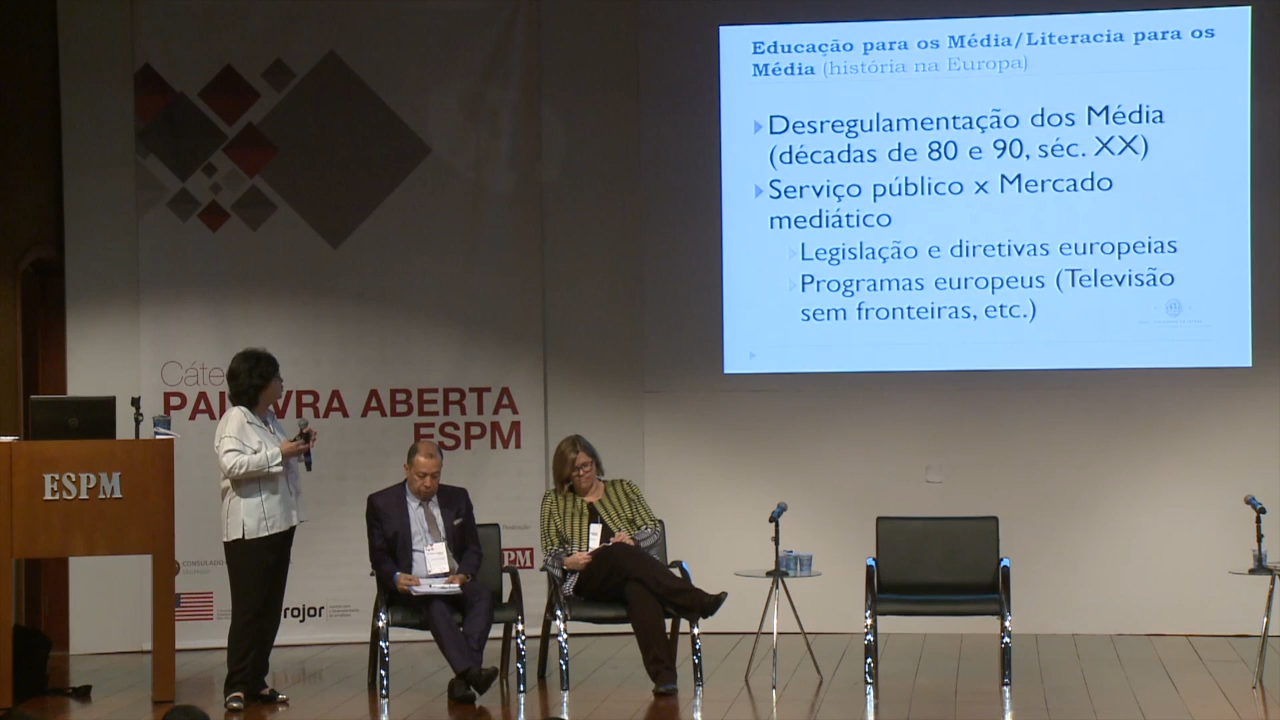 Educação para os Média/Literacia para os
Média (história na Europa)
Desregulamentação dos Média
(décadas de 80 e 90, séc. XX)
Serviço público x Mercado
mediático
Legislação e diretivas europeias
Programas europeus (Televisão
sem fronteiras, etc.)
PALAVRA ABERTA
ESPM
ESPM
CONSULADO
rojor
PM